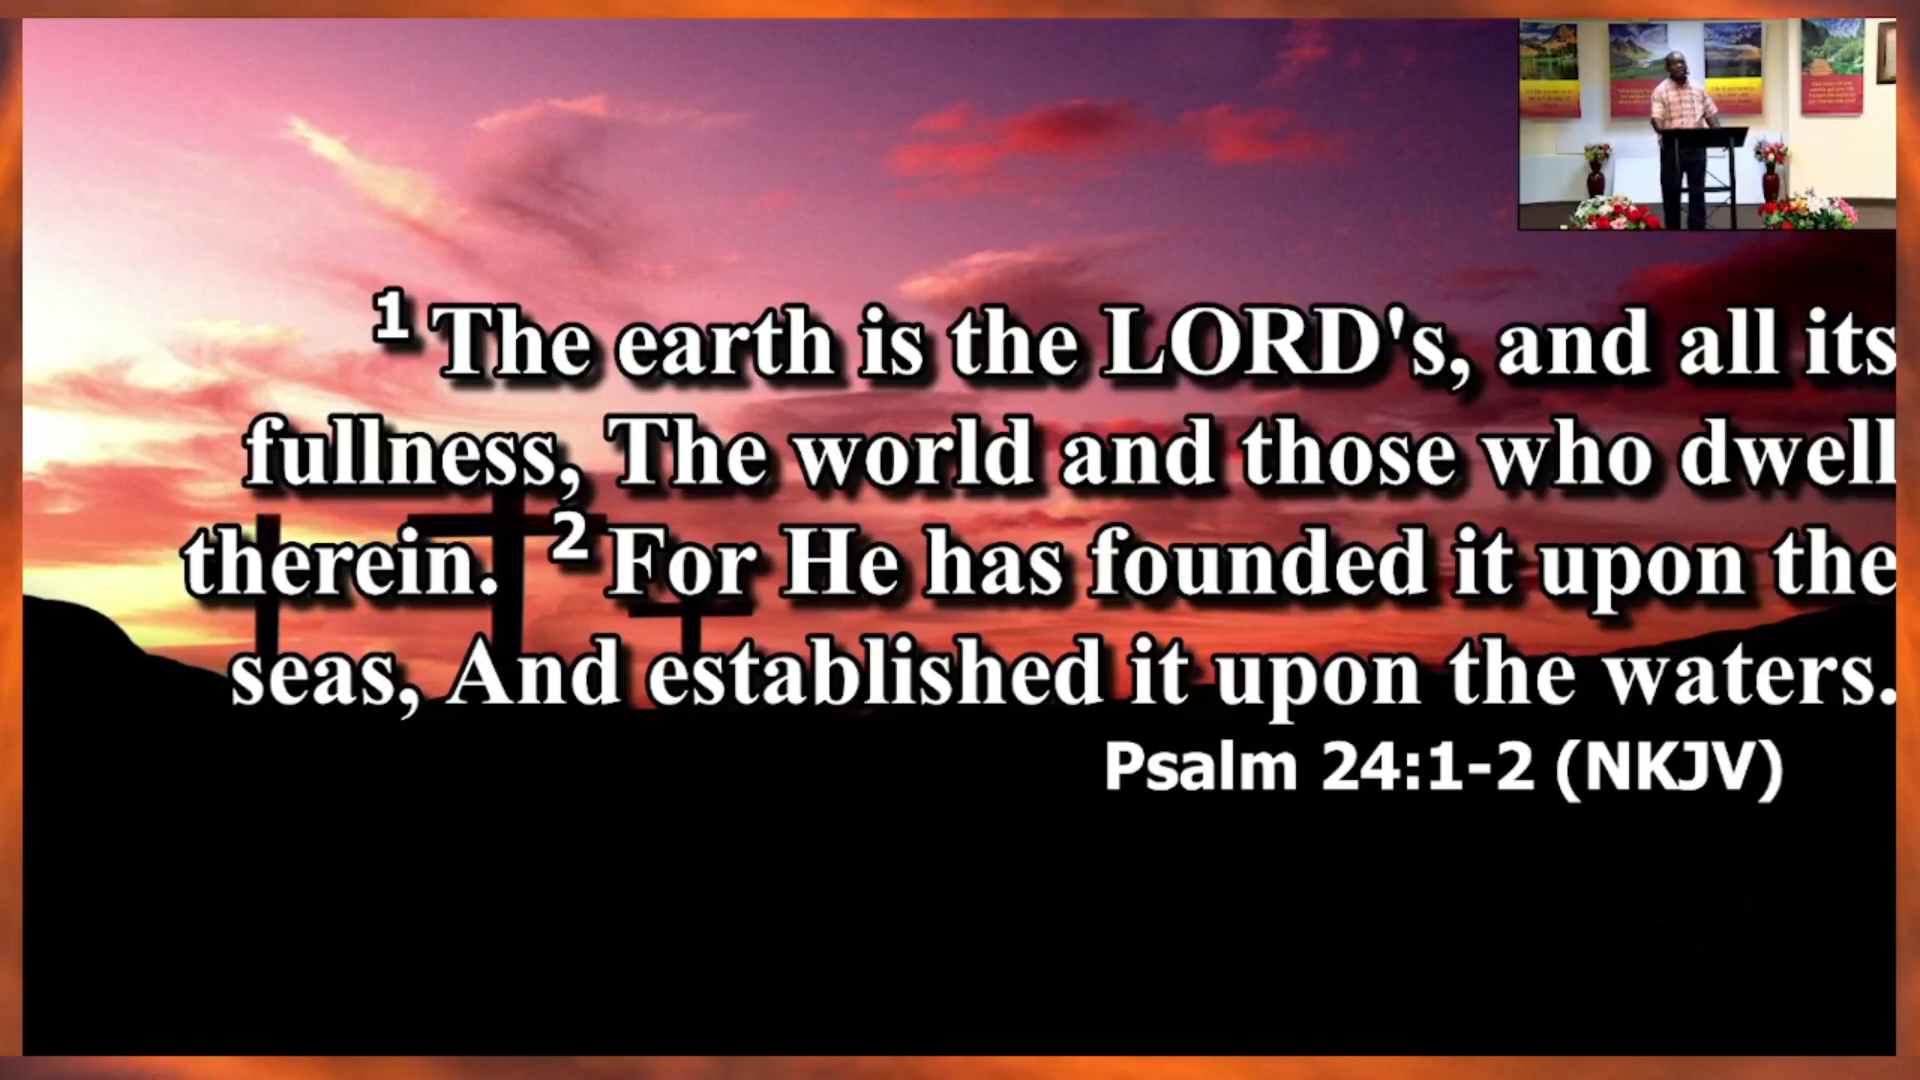 1 The earth is the LORD's, and all its
fullness, The world and those who dwell
therein. 2 For He has founded it upon the
seas, And established it upon the waters.
Psalm 24:1-2 (NKJV)